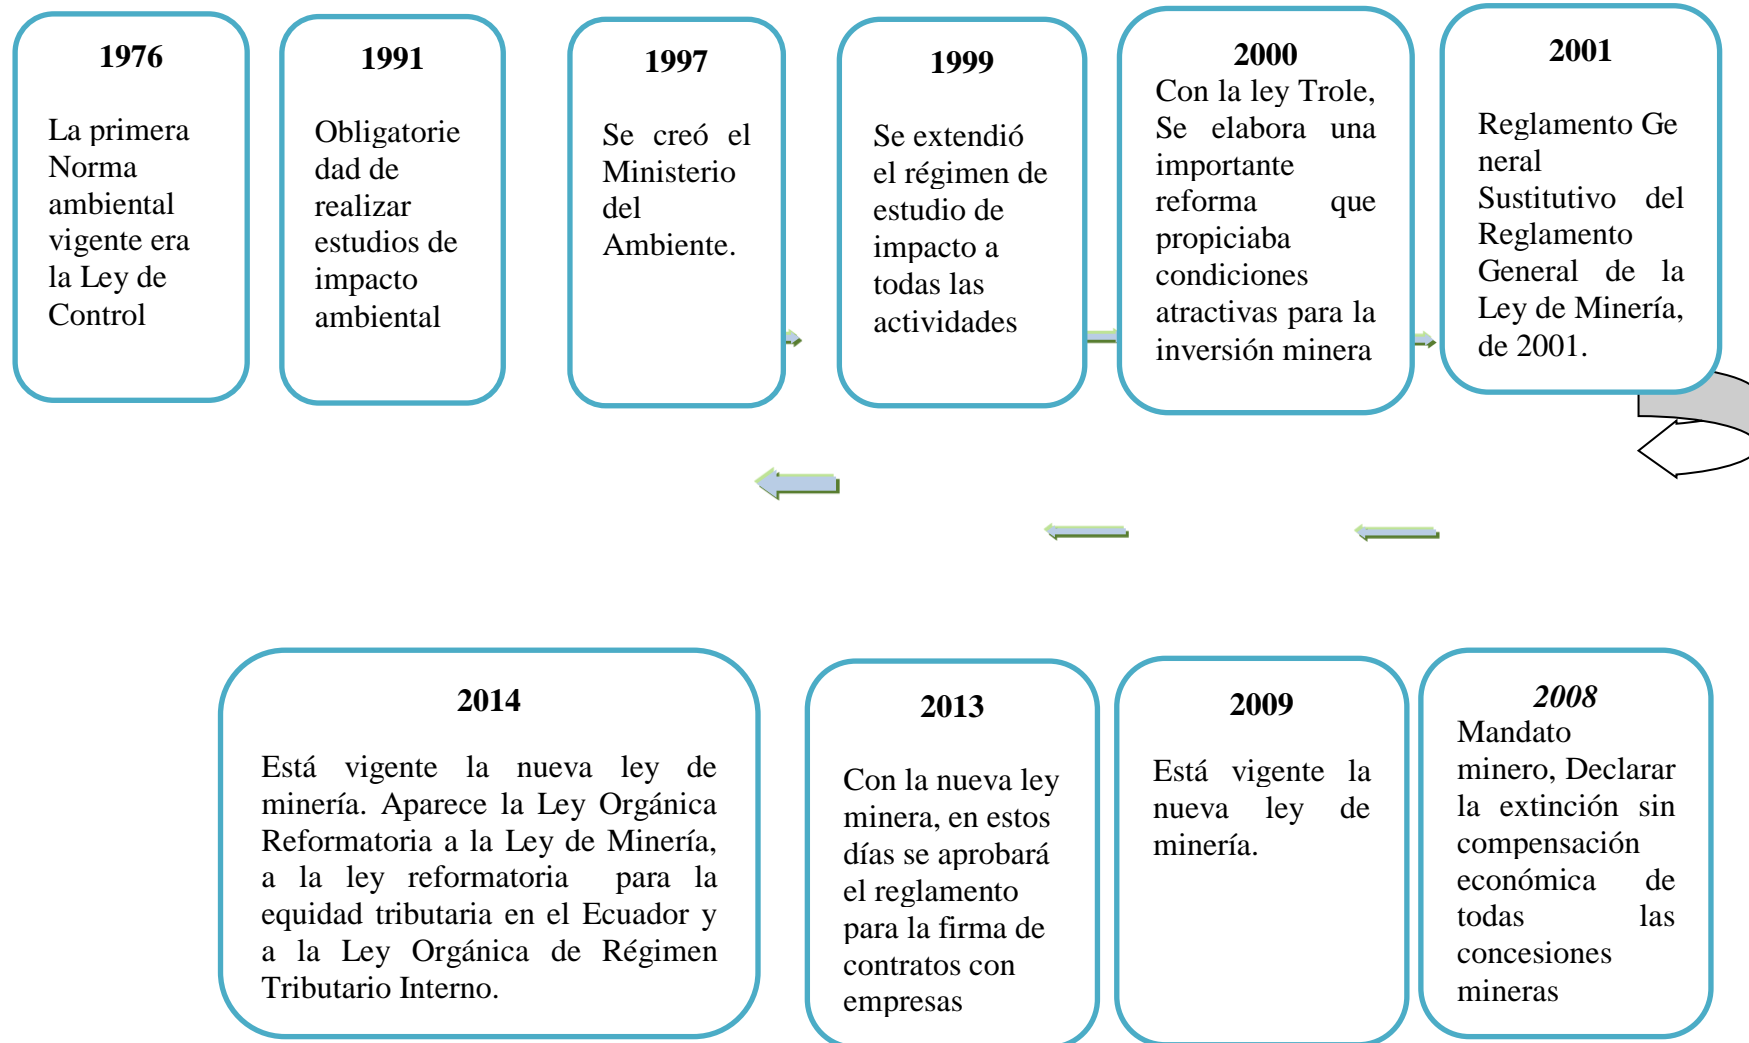 1976
La primera
Norma
ambiental
vigente era
la Ley de
Control
1991
Obligatorie
dad de
realizar
estudios de
impacto
ambiental
1997
Se creó el
Ministerio
del
Ambiente.
1999
Se extendió
el régimen de
estudio de
impacto a
todas las
actividades
2000
Con la ley Trole,
Se elabora una
importante
reforma que
propiciaba
condiciones
atractivas para la
inversión minera
2001
Reglamento Ge
neral
Sustitutivo del
Reglamento
General de la
Ley de Minería,
de 2001.
2008
Mandato
minero, Declarar
la extinción sin
compensación
económica de
todas las
concesiones
mineras
2009
Está vigente la
nueva ley de
minería.
2013
Con la nueva ley
minera, en estos
días se aprobará
el reglamento
para la firma de
contratos con
empresas
2014
Está vigente la nueva ley de
minería. Aparece la Ley Orgánica
Reformatoria a la Ley de Minería,
a la ley reformatoria para la
equidad tributaria en el Ecuador y
a la Ley Orgánica de Régimen
Tributario Interno.